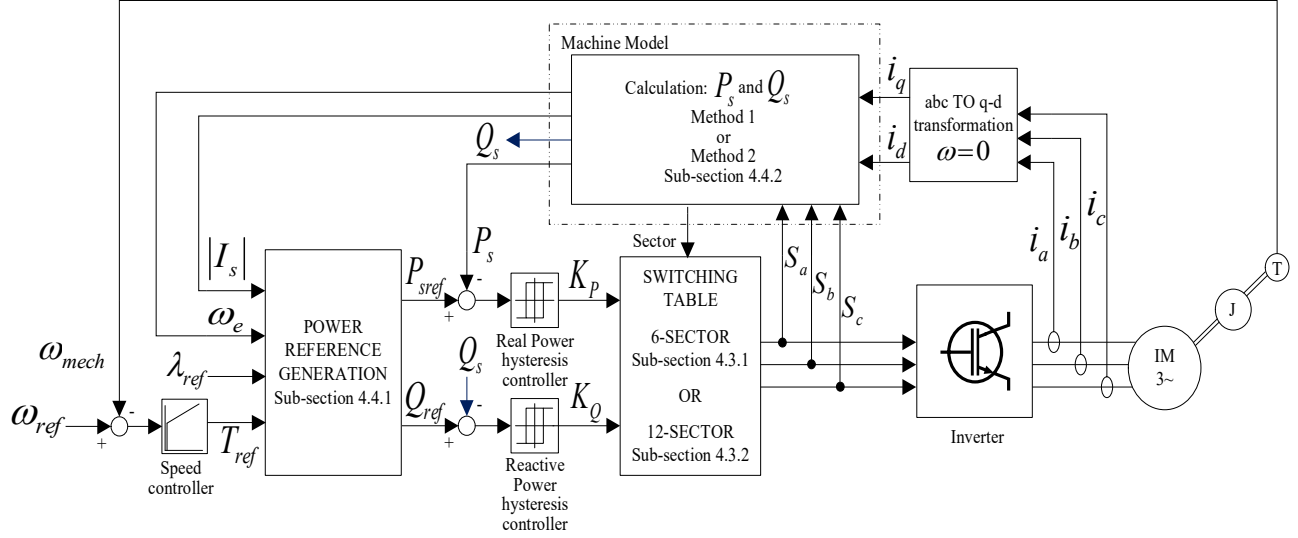 Machine Model
Calculation: P_s and Q_s
Method 1
or
Method 2
Sub-section 4.4.2
i_q
i_d
abc TO q-d
transformation
ω=0
Q_s
P_s
Sector
S_a
S_b
S_c
i_a
i_b
i_c
T
J
IM
3~
|I_s|
ω_e
λ_ref
T_ref
ω_mech
ω_ref
-
+
Speed
controller
POWER
REFERENCE
GENERATION
Sub-section 4.4.1
P_sref
-
+
Real Power
hysteresis
controller
K_P
Q_s
Q_ref
-
+
Reactive
Power
hysteresis
controller
K_Q
SWITCHING
TABLE
6-SECTOR
Sub-section 4.3.1
OR
12-SECTOR
Sub-section 4.3.2
Inverter